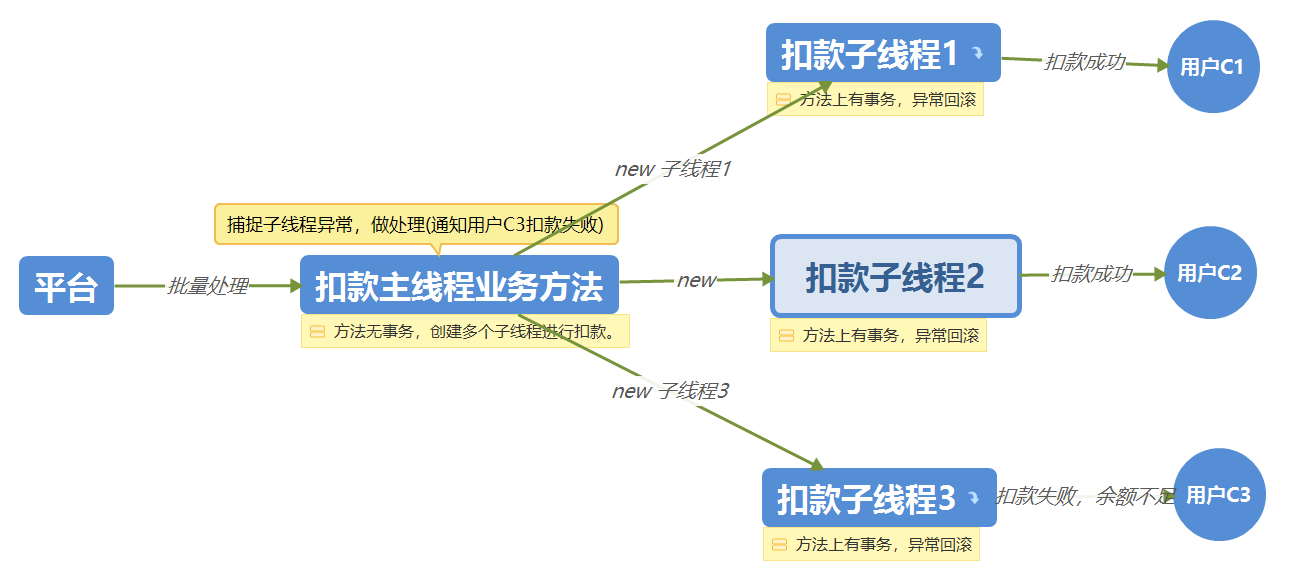 扣款子线程1
扣款成功
用户C1
方法上有事务，异常回滚
new 子线程1
捕捉子线程异常，做处理(通知用户C3扣款失败)
平台
批量处理
扣款主线程业务方法
new
扣款子线程2
扣款成功
用户C2
方法无事务，创建多个子线程进行扣款。
方法上有事务，异常回滚
new 子线程3
扣款子线程3
扣款失败，余额不足
用户C3
方法上有事务，异常回滚